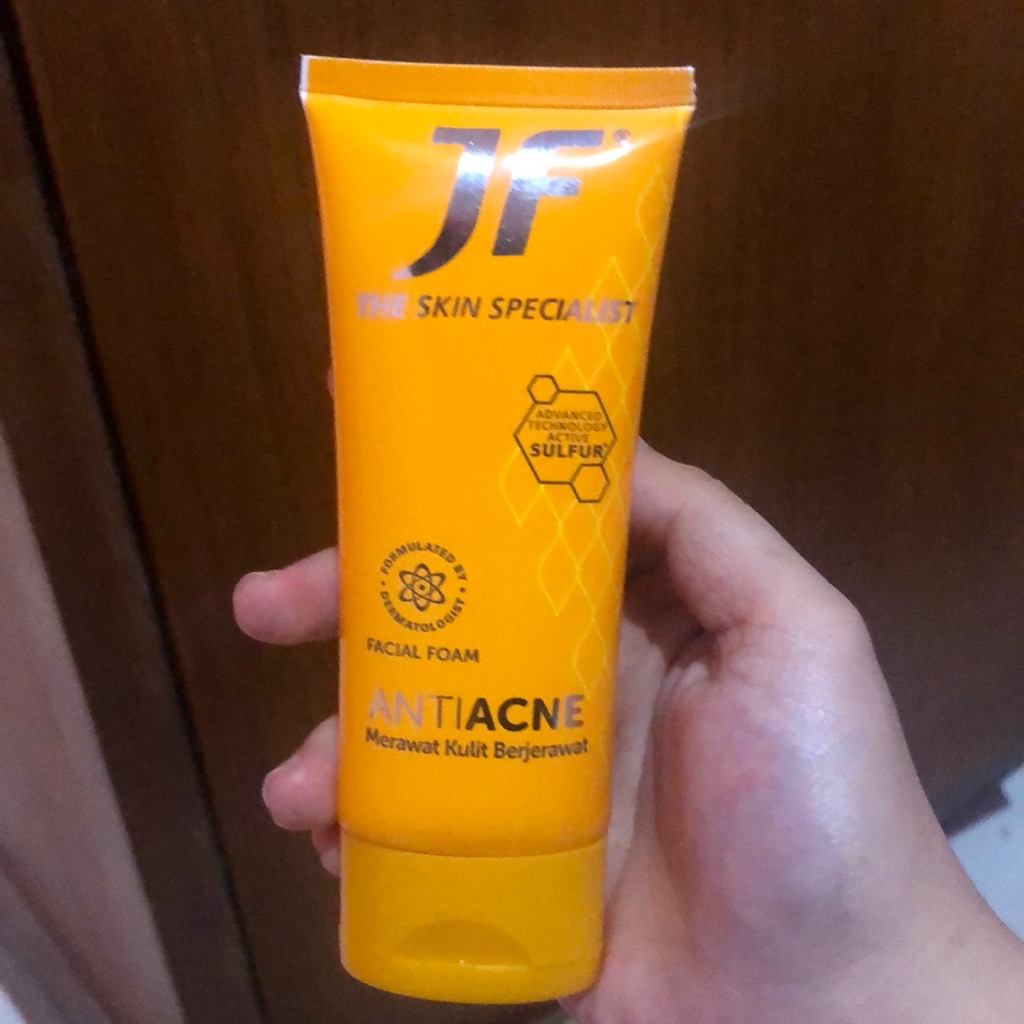 JF®
THE SKIN SPECIALIST
ADVANCED
TECHNOLOGY
ACTIVE
SULFUR
• FORMULATED BY •
DERMATOLOGIST
FACIAL FOAM
ANTIACNE
Merawat Kulit Berjerawat